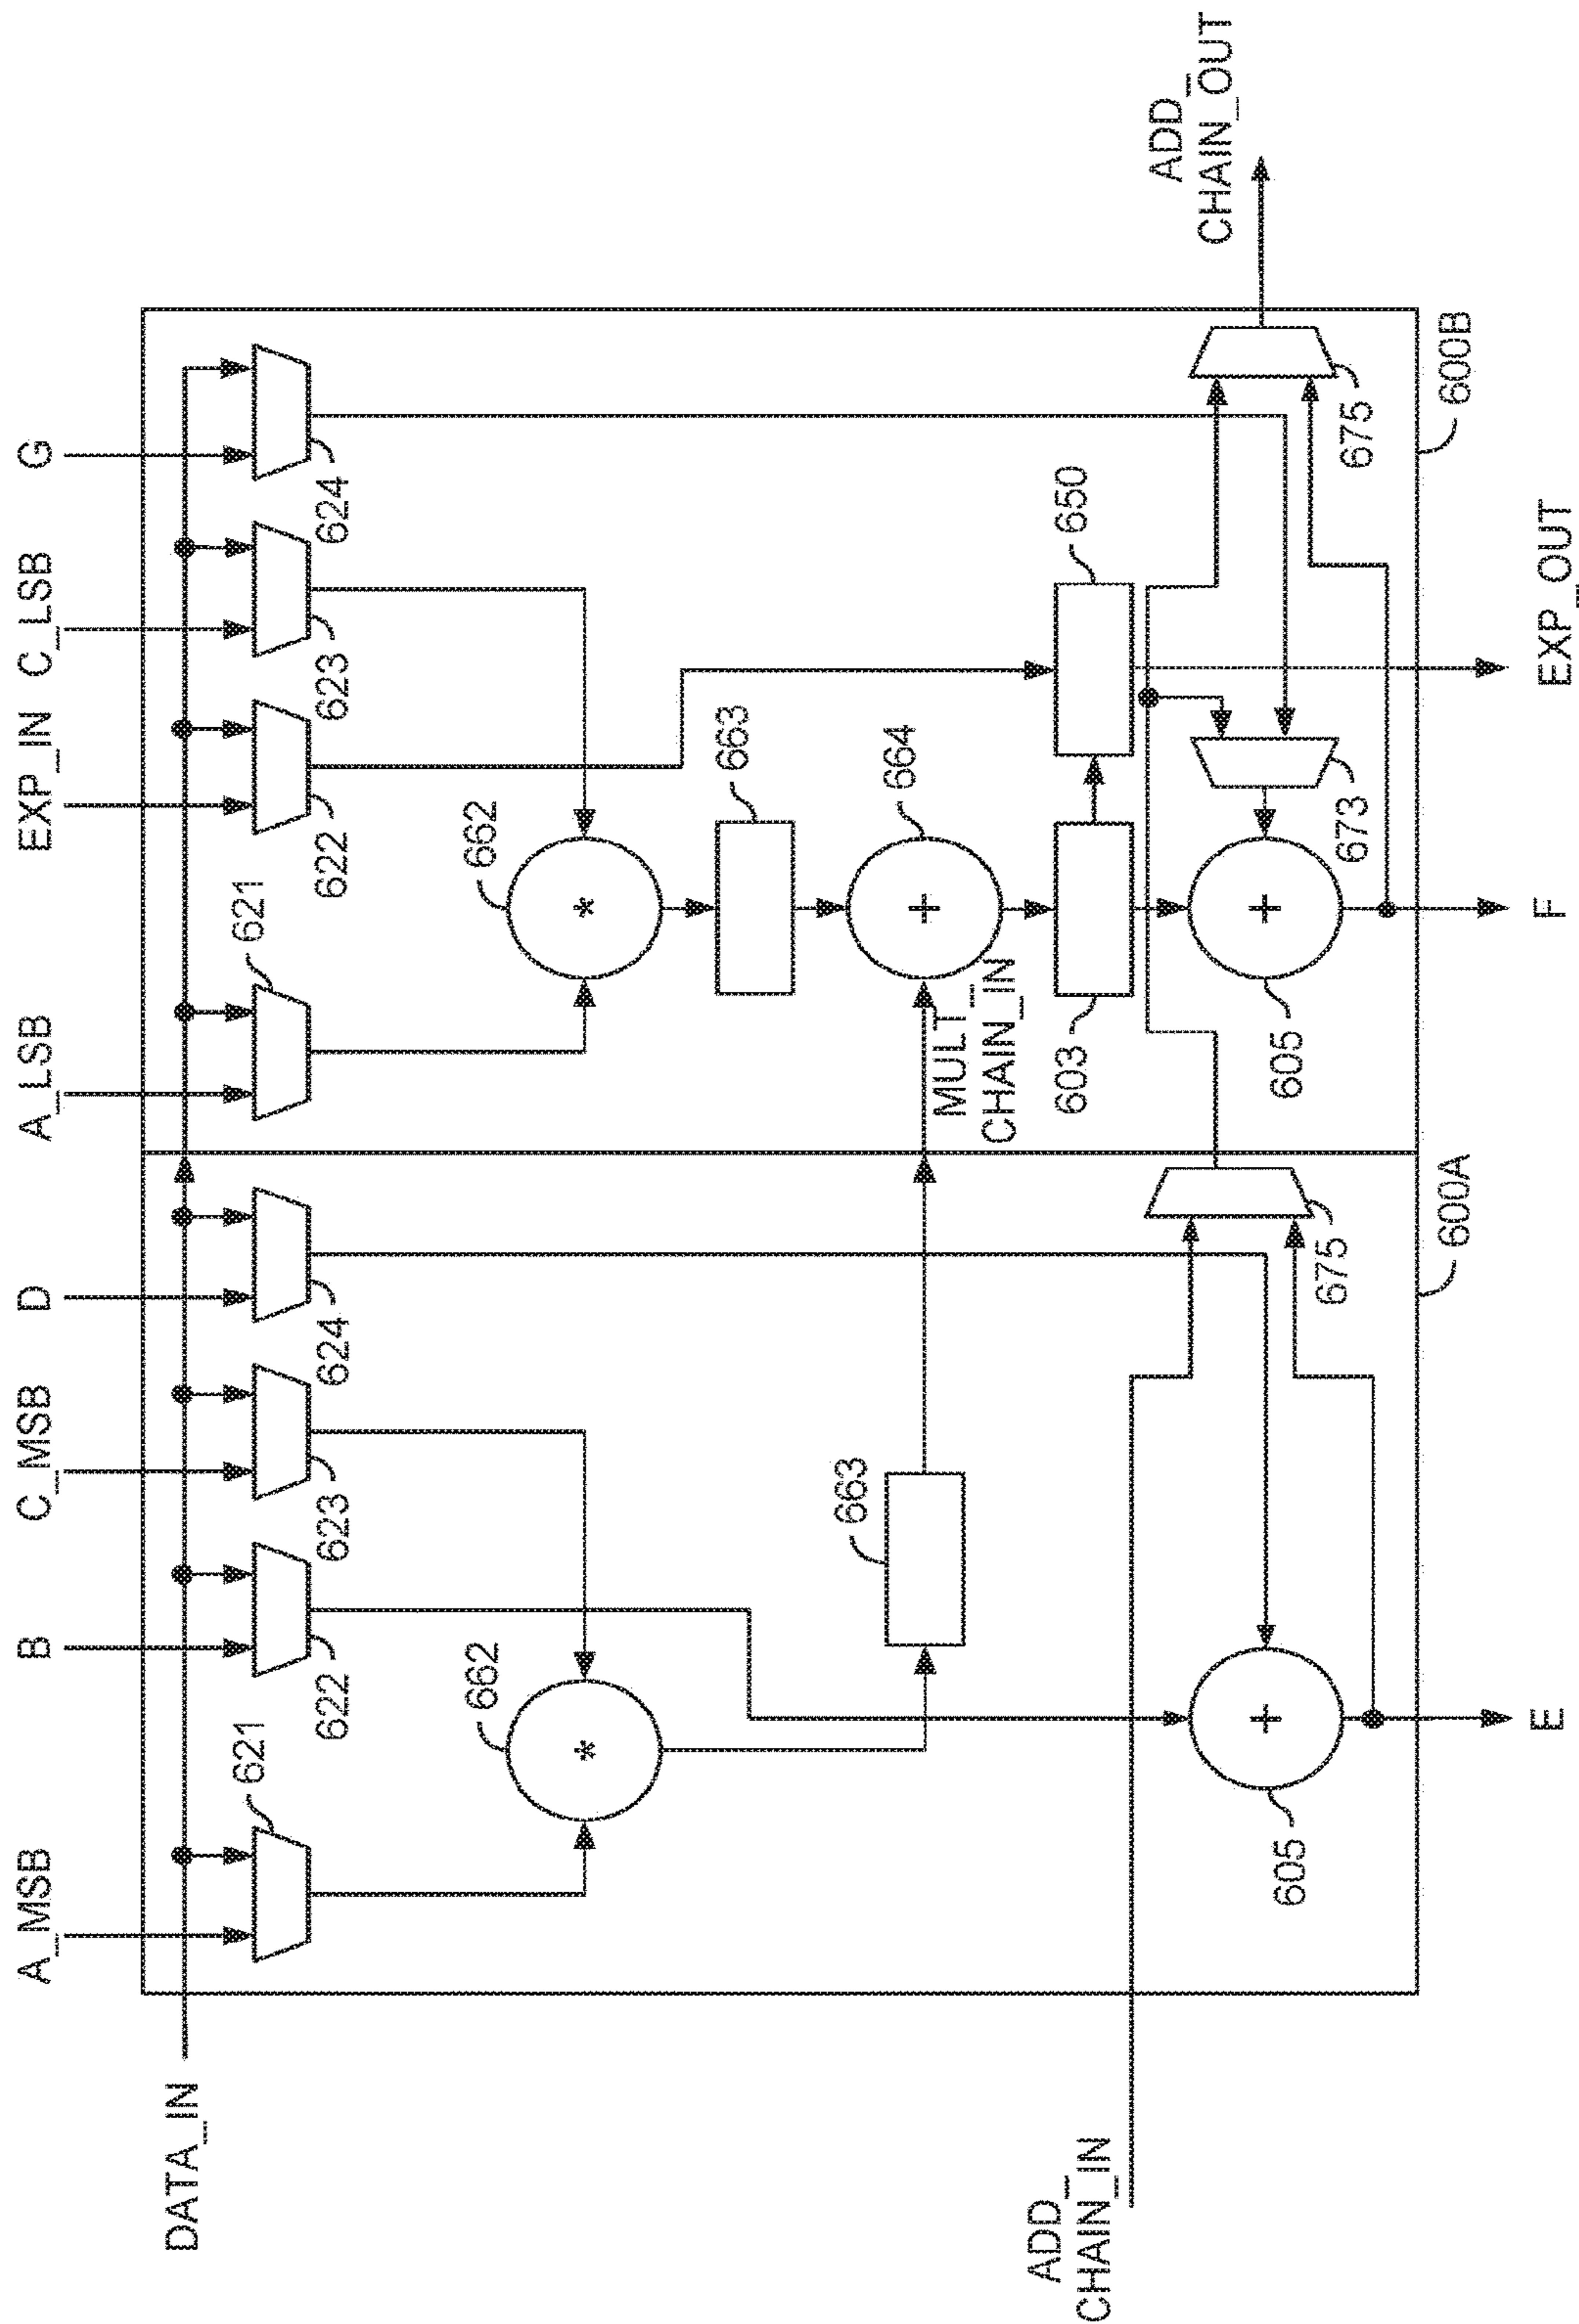 A_MSB
B
C_MSB
D
A_LSB
EXP_IN
C_LSB
G
DATA_IN
621
622
623
624
621
622
623
624
662
*
662
*
663
663
+
664
MULT_
CHAIN_IN
603
650
ADD_
CHAIN_IN
+
605
675
+
605
673
675
ADD_
CHAIN_OUT
600A
600B
E
F
EXP_OUT